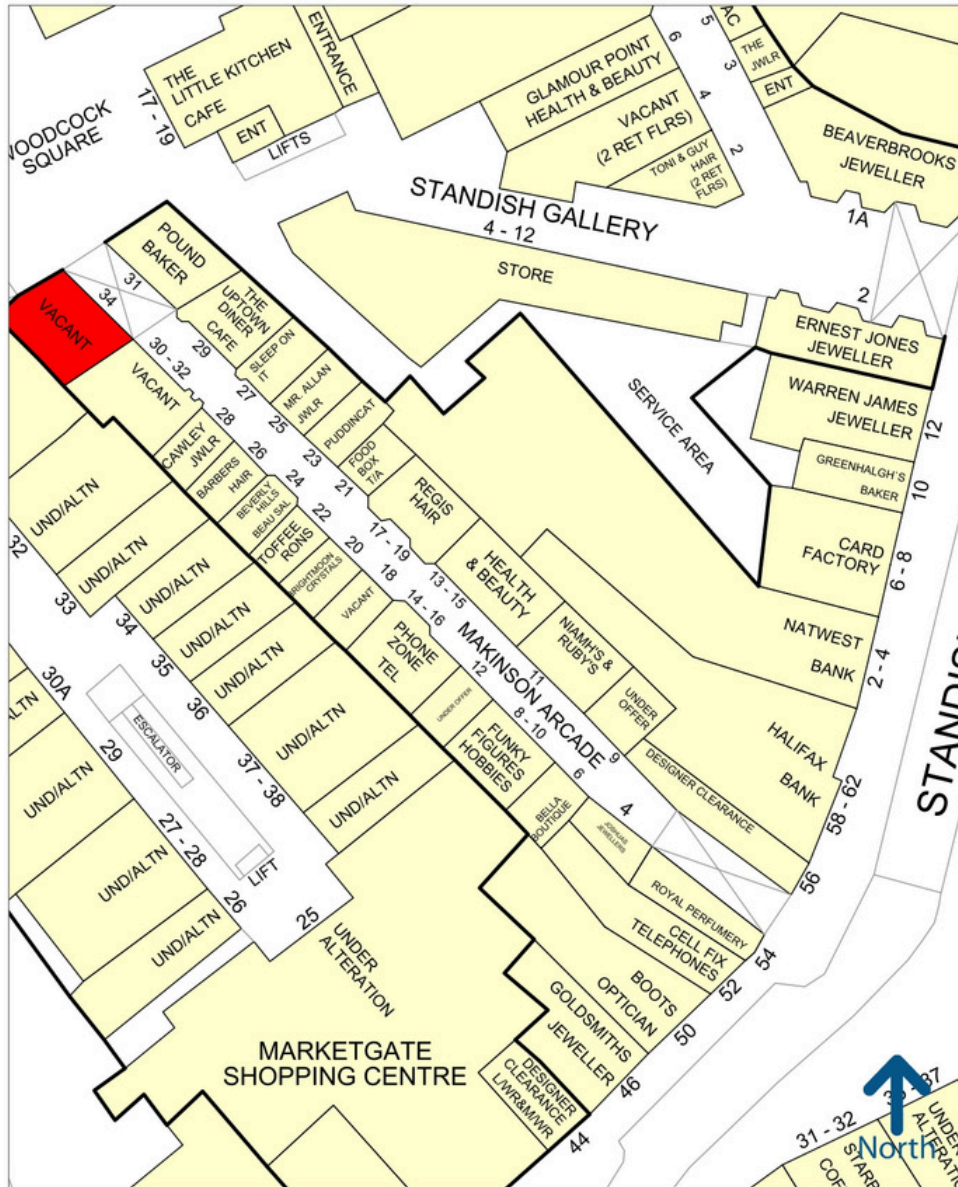 THE
LITTLE KITCHEN
CAFE
17 - 19
ENT
LIFTS
ENTRANCE
WOODCOCK
SQUARE
GLAMOUR POINT
HEALTH & BEAUTY
6
VACANT
(2 RET FLRS)
4
TONI & GUY
HAIR
(2 RET
FLRS)
2
5
AC
3
THE
JWLR
ENT
BEAVERBROOKS
JEWELLER
1A
STANDISH GALLERY
4 - 12
STORE
2
ERNEST JONES
JEWELLER
WARREN JAMES
JEWELLER
12
GREENHALGH'S
BAKER
10
CARD
FACTORY
6 - 8
NATWEST
BANK
2 - 4
HALIFAX
BANK
58 - 62
SERVICE AREA
POUND
BAKER
31
VACANT
34
THE
UPTOWN
DINER
CAFE
29
SLEEP ON
IT
27
MR. ALLAN
JWLR
25
PUDDINCAT
23
FOOD
BOX
T/A
21
REGIS
HAIR
17 - 19
HEALTH
& BEAUTY
13 - 15
NIAMH'S &
RUBY'S
11
UNDER
OFFER
9
DESIGNER CLEARANCE
56
MAKINSON ARCADE
VACANT
30 - 32
CAWLEY
JWLR
28
BARBERS
HAIR
26
BEVERLY
HILLS
BEAU SAL
24
TOFFEE
RONS
22
RIGHTMOON
CRYSTALS
20
VACANT
18
PHONE
ZONE
TEL
14 - 16
UNDER OFFER
12
FUNKY
FIGURES
HOBBIES
8 - 10
BELLA
BOUTIQUE
6
JOSHUAS
JEWELLERS
4
ROYAL PERFUMERY
54
CELL FIX
TELEPHONES
52
BOOTS
OPTICIAN
50
GOLDSMITHS
JEWELLER
46
DESIGNER
CLEARANCE
L/WR&M/WR
44
UND/ALTN
32
UND/ALTN
33
UND/ALTN
34
UND/ALTN
35
UND/ALTN
36
UND/ALTN
37 - 38
UND/ALTN
ESCALATOR
LIFT
30A
ALTN
UND/ALTN
29
UND/ALTN
27 - 28
UND/ALTN
26
25
UNDER
ALTERATION
MARKETGATE
SHOPPING CENTRE
STANDIS
31 - 32
North